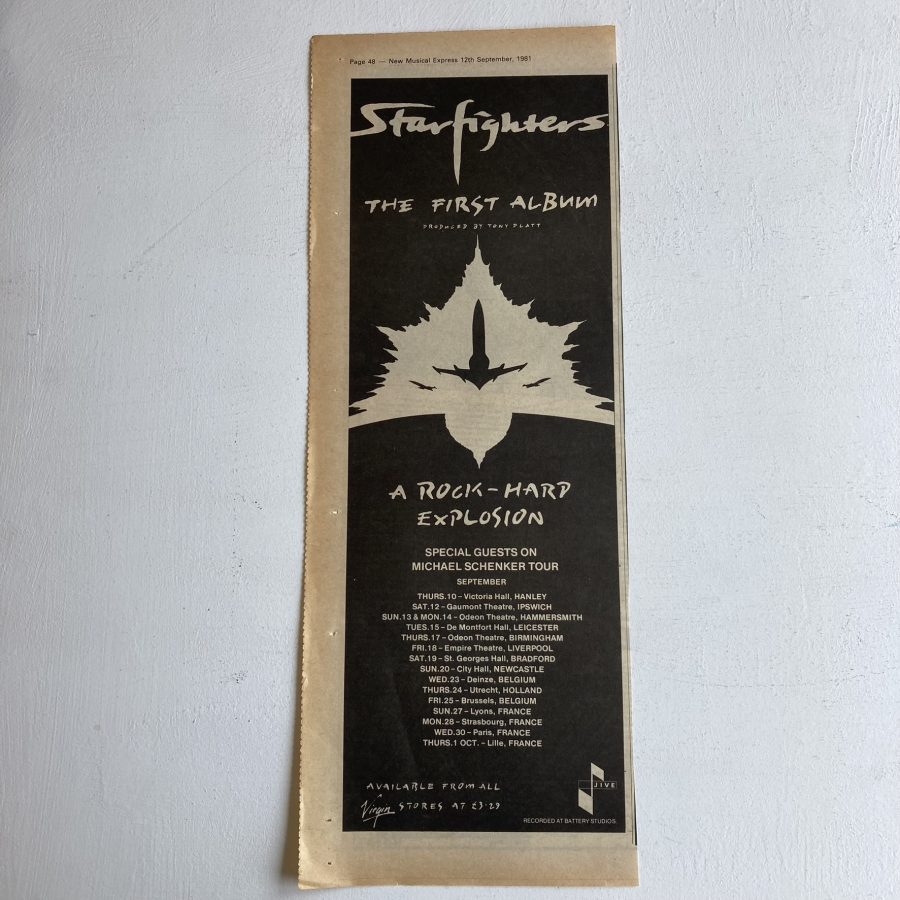 Page 48 — New Musical Express 12th September, 1981
Starfighters
THE FIRST ALBUM
PRODUCED BY TONY PLATT
A ROCK-HARD
EXPLOSION
SPECIAL GUESTS ON
MICHAEL SCHENKER TOUR
SEPTEMBER
THURS.10 – Victoria Hall, HANLEY
SAT.12 – Gaumont Theatre, IPSWICH
SUN.13 & MON.14 – Odeon Theatre, HAMMERSMITH
TUES.15 – De Montfort Hall, LEICESTER
THURS.17 – Odeon Theatre, BIRMINGHAM
FRI.18 – Empire Theatre, LIVERPOOL
SAT.19 – St. Georges Hall, BRADFORD
SUN.20 – City Hall, NEWCASTLE
WED.23 – Deinze, BELGIUM
THURS.24 – Utrecht, HOLLAND
FRI.25 – Brussels, BELGIUM
SUN.27 – Lyons, FRANCE
MON.28 – Strasbourg, FRANCE
WED.30 – Paris, FRANCE
THURS.1 OCT. – Lille, FRANCE
AVAILABLE FROM ALL
Virgin STORES AT £3·29
JIVE
RECORDED AT BATTERY STUDIOS